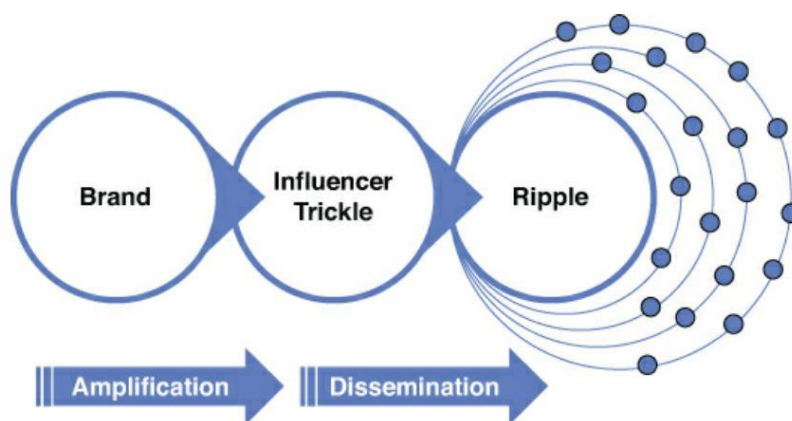 Brand
Influencer
Trickle
Ripple
Amplification
Dissemination